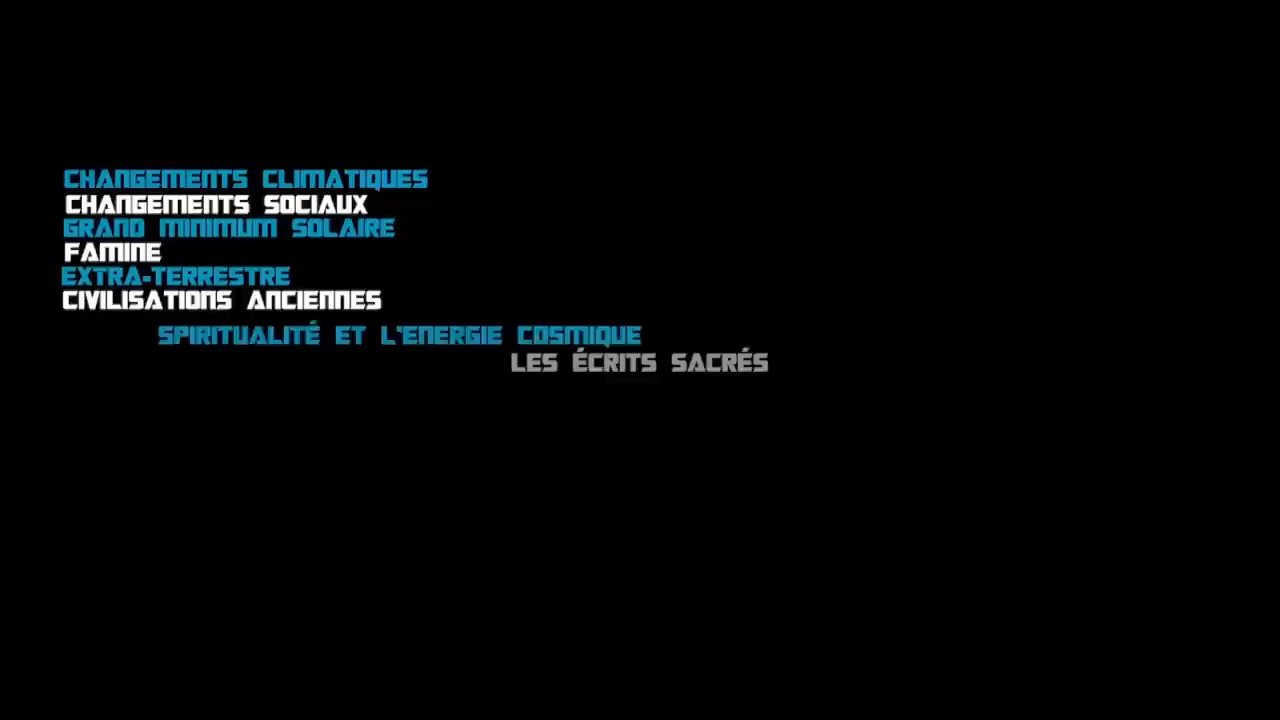 CHANGEMENTS CLIMATIQUES
CHANGEMENTS SOCIAUX
GRAND MINIMUM SOLAIRE
FAMINE
EXTRA-TERRESTRE
CIVILISATIONS ANCIENNES
SPIRITUALITÉ ET L'ENERGIE COSMIQUE
LES ÉCRITS SACRÉS